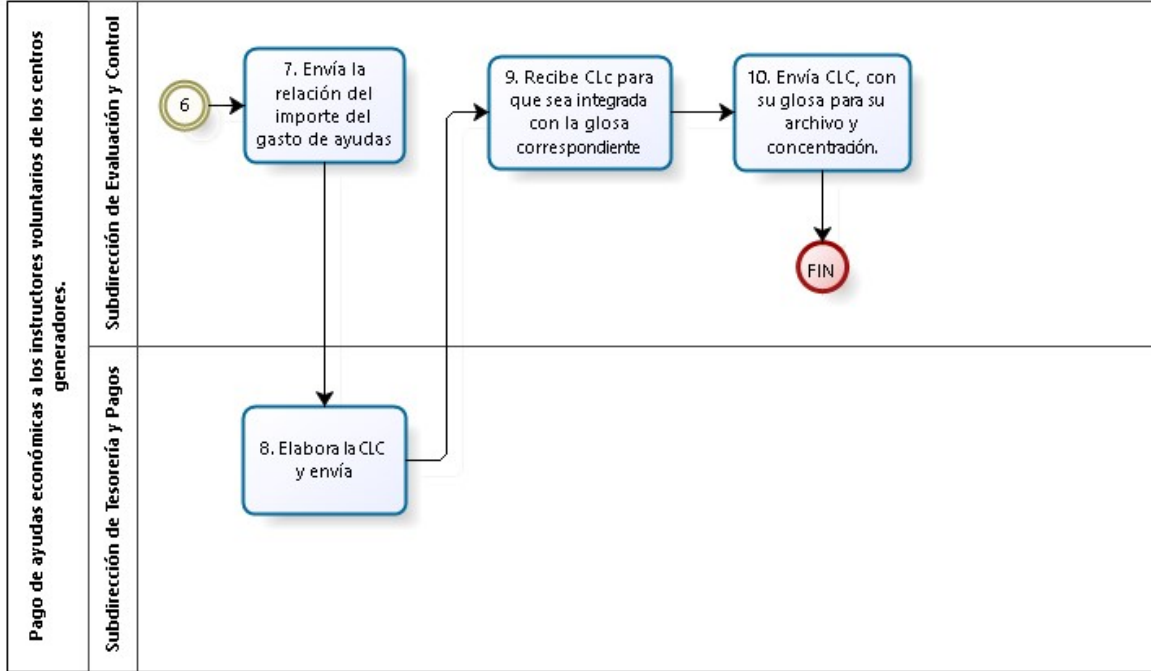 Pago de ayudas económicas a los instructores voluntarios de los centros
generadores.
Subdirección de Evaluación y Control
6
7. Envía la
relación del
importe del
gasto de ayudas
9. Recibe CLc para
que sea integrada
con la glosa
correspondiente
10. Envía CLC, con
su glosa para su
archivo y
concentración.
FIN
Subdirección de Tesorería y Pagos
8. Elabora la CLC
y envía